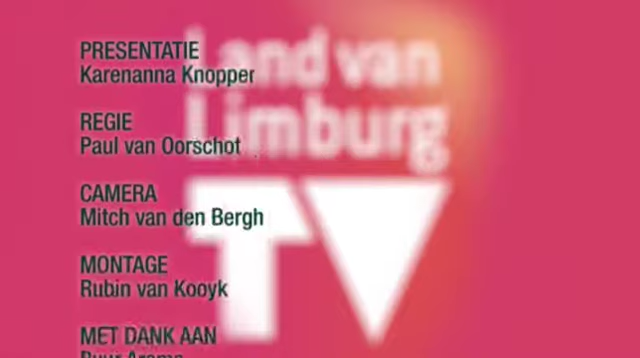 PRESENTATIE
Karenanna Knopper
REGIE
Paul van Oorschot
CAMERA
Mitch van den Bergh
MONTAGE
Rubin van Kooyk
MET DANK AAN
Land van
Limburg
TV